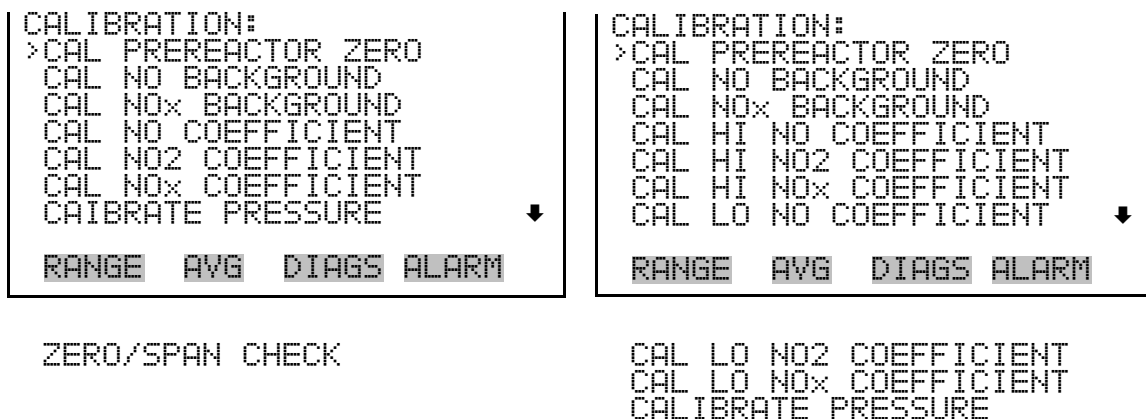 CALIBRATION:
>CAL PREREACTOR ZERO
CAL NO BACKGROUND
CAL NOx BACKGROUND
CAL NO COEFFICIENT
CAL NO2 COEFFICIENT
CAL NOx COEFFICIENT
CAIBRATE PRESSURE
RANGE AVG DIAGS ALARM
ZERO/SPAN CHECK
CALIBRATION:
>CAL PREREACTOR ZERO
CAL NO BACKGROUND
CAL NOx BACKGROUND
CAL HI NO COEFFICIENT
CAL HI NO2 COEFFICIENT
CAL HI NOx COEFFICIENT
CAL LO NO COEFFICIENT
RANGE AVG DIAGS ALARM
CAL LO NO2 COEFFICIENT
CAL LO NOx COEFFICIENT
CALIBRATE PRESSURE